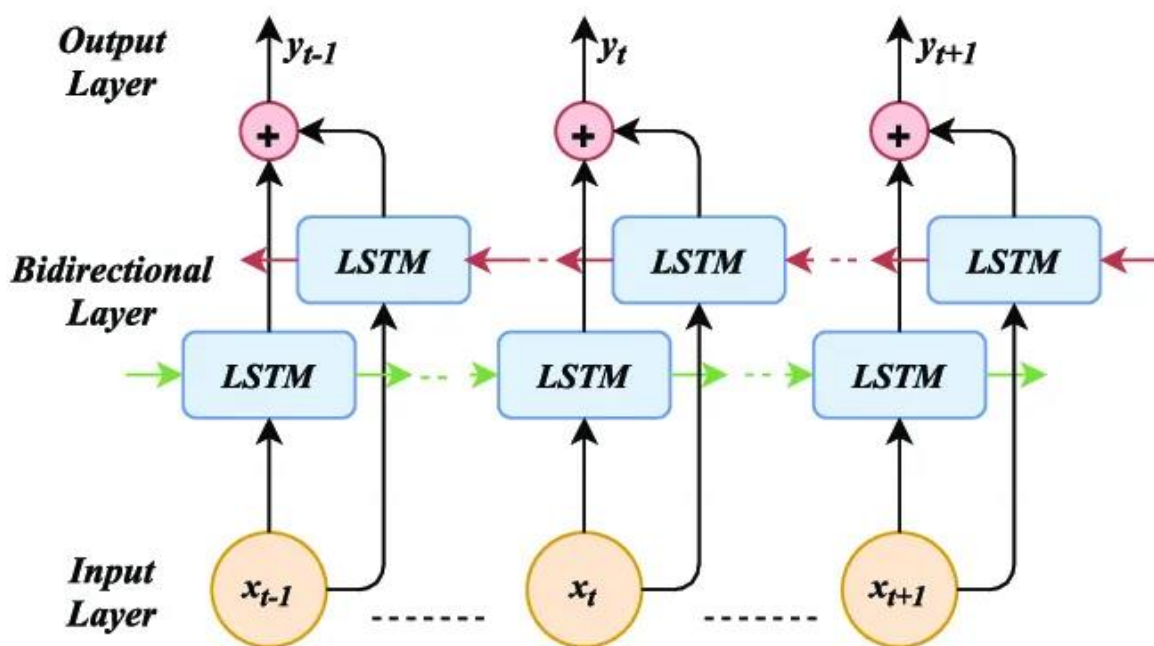 Output
Layer
y_{t-1}
y_t
y_{t+1}
+
+
+
LSTM
LSTM
LSTM
Bidirectional
Layer
LSTM
LSTM
LSTM
Input
Layer
x_{t-1}
x_t
x_{t+1}